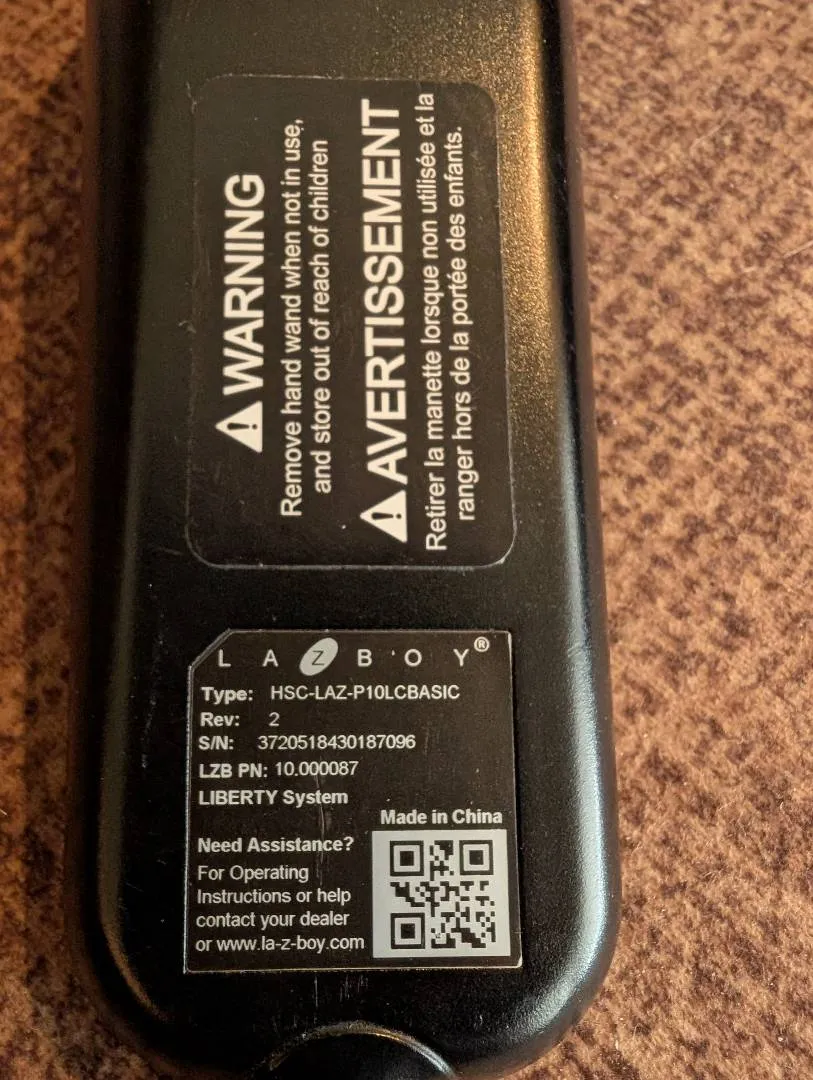 WARNING
Remove hand wand when not in use,
and store out of reach of children
AVERTISSEMENT
Retirer la manette lorsque non utilisée et la
ranger hors de la portée des enfants.
L A Z B ' O Y ®
Type: HSC-LAZ-P10LCBASIC
Rev: 2
S/N: 3720518430187096
LZB PN: 10.000087
LIBERTY System
Made in China
Need Assistance?
For Operating
Instructions or help
contact your dealer
or www.la-z-boy.com